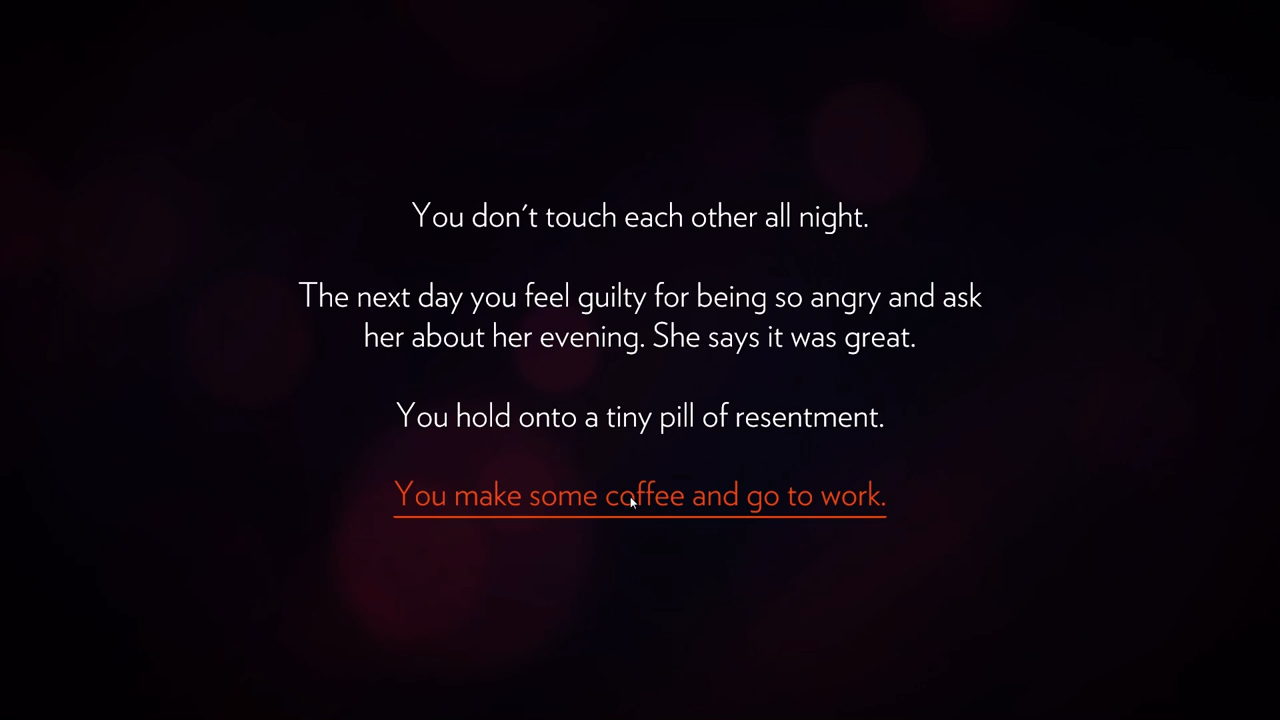 You don't touch each other all night.
The next day you feel guilty for being so angry and ask
her about her evening. She says it was great.
You hold onto a tiny pill of resentment.
You make some coffee and go to work.